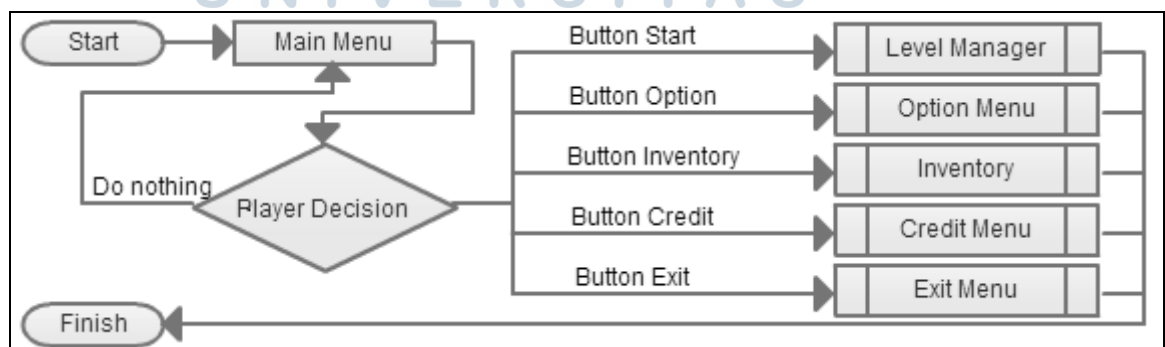 UNIVERSITAS
Start
Main Menu
Button Start
Level Manager
Button Option
Option Menu
Do nothing
Player Decision
Button Inventory
Inventory
Button Credit
Credit Menu
Button Exit
Exit Menu
Finish